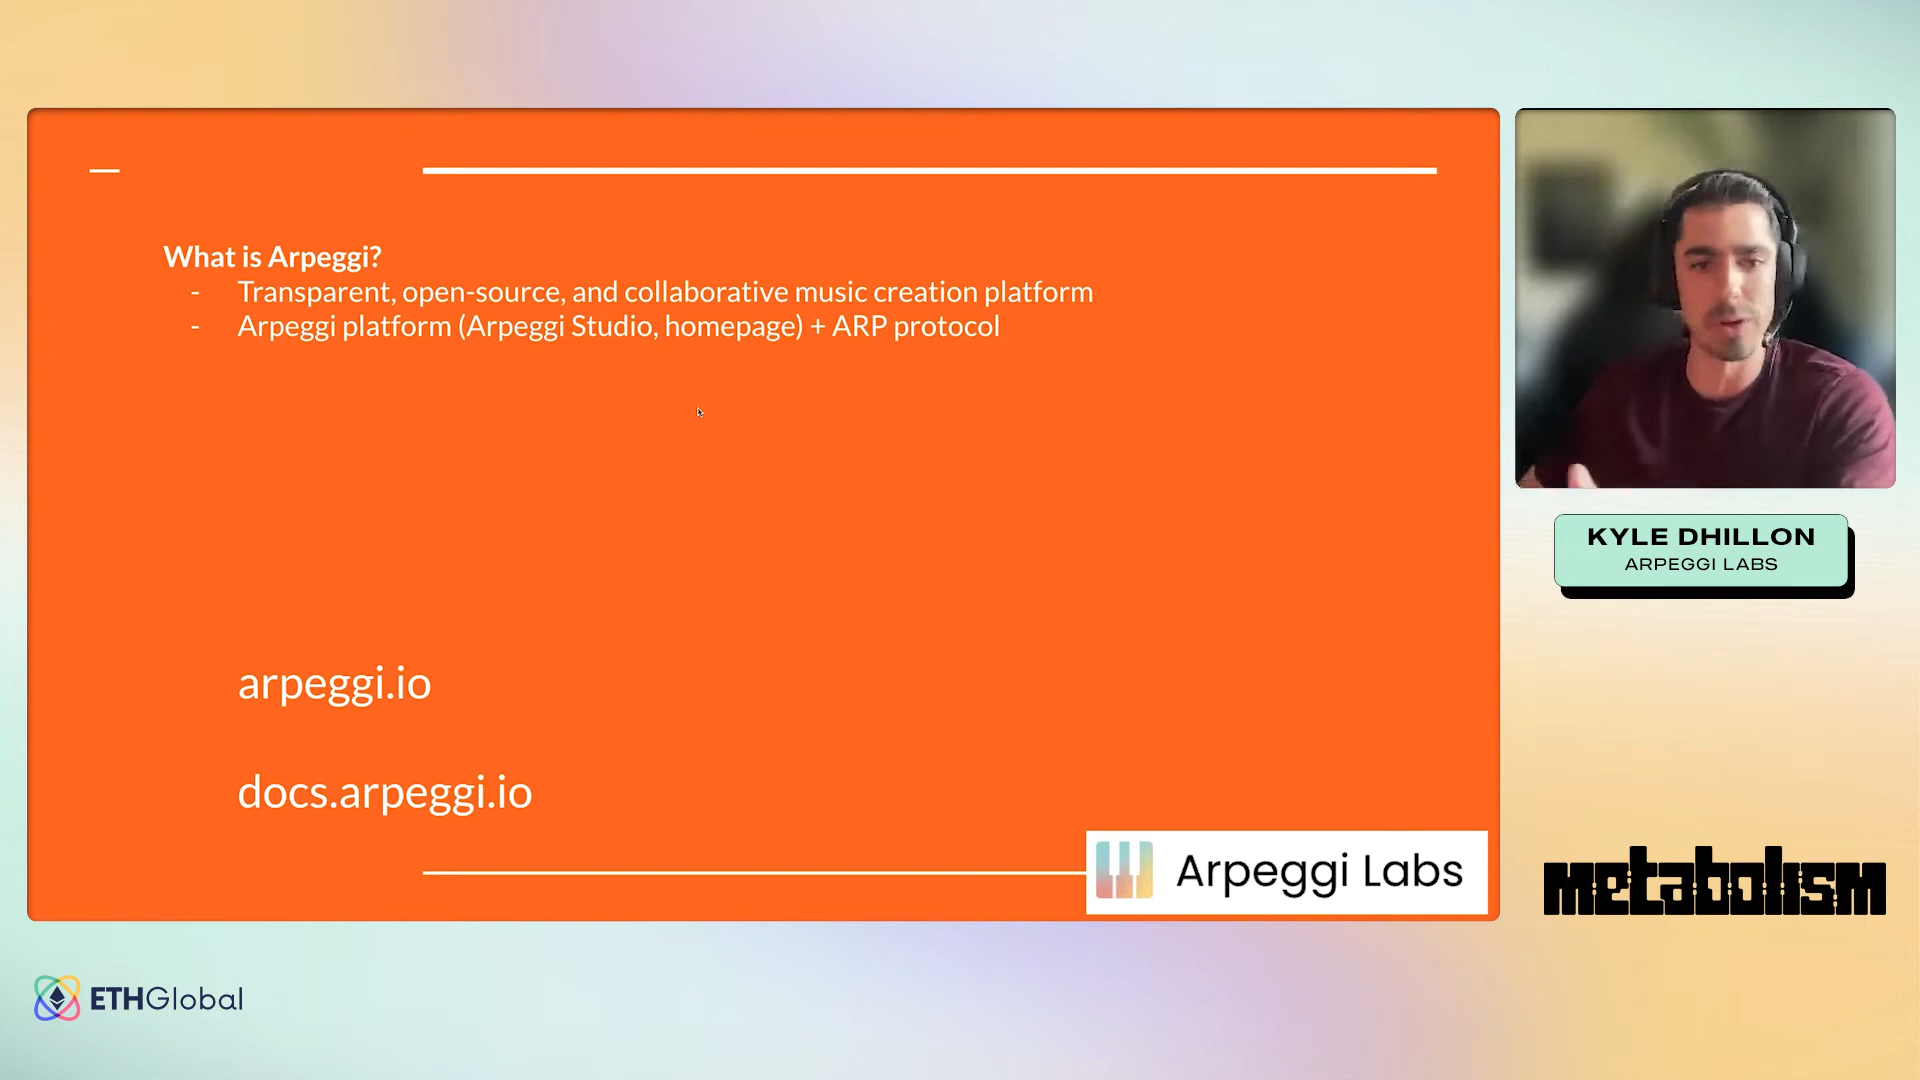 What is Arpeggi?
- Transparent, open-source, and collaborative music creation platform
- Arpeggi platform (Arpeggi Studio, homepage) + ARP protocol
arpeggi.io
docs.arpeggi.io
Arpeggi Labs
KYLE DHILLON
ARPEGGI LABS
metabolism
ETHGlobal